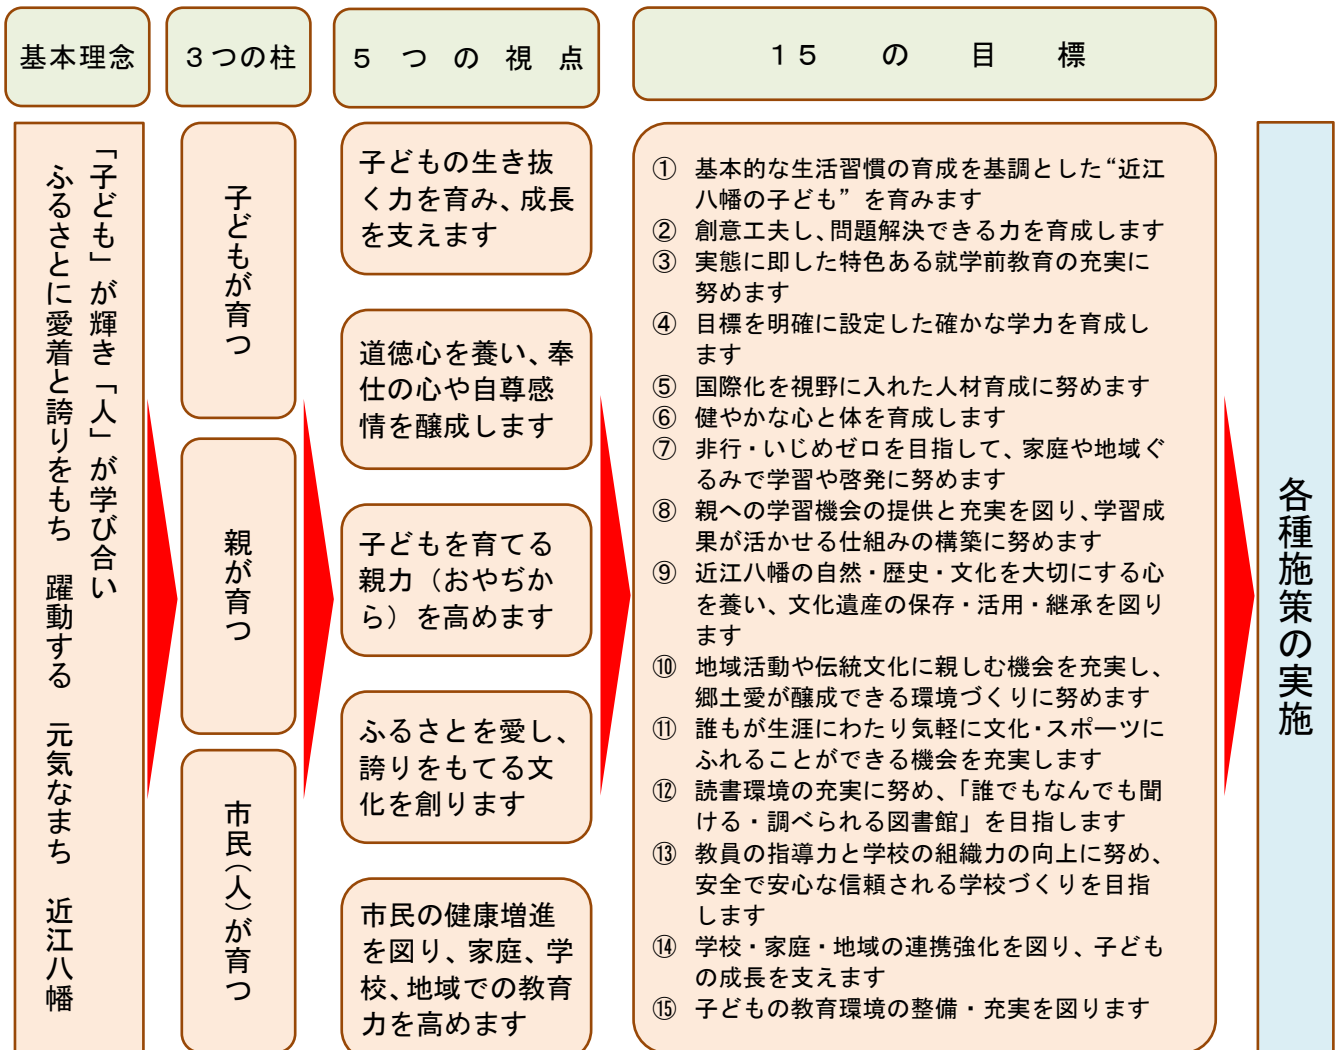 基本理念
３つの柱
５つの視点
１５の目標
「子ども」が輝き「人」が学び合い
ふるさとに愛着と誇りをもち　躍動する　元気なまち　近江八幡
子どもが育つ
親が育つ
市民（人）が育つ
子どもの生き抜
く力を育み、成長
を支えます
道徳心を養い、奉
仕の心や自尊感
情を醸成します
子どもを育てる
親力（おやぢか
ら）を高めます
ふるさとを愛し、
誇りをもてる文
化を創ります
市民の健康増進
を図り、家庭、学
校、地域での教育
力を高めます
①　基本的な生活習慣の育成を基調とした“近江
八幡の子ども”を育みます
②　創意工夫し、問題解決できる力を育成します
③　実態に即した特色ある就学前教育の充実に
努めます
④　目標を明確に設定した確かな学力を育成し
ます
⑤　国際化を視野に入れた人材育成に努めます
⑥　健やかな心と体を育成します
⑦　非行・いじめゼロを目指して、家庭や地域ぐ
るみで学習や啓発に努めます
⑧　親への学習機会の提供と充実を図り、学習成
果が活かせる仕組みの構築に努めます
⑨　近江八幡の自然・歴史・文化を大切にする心
を養い、文化遺産の保存・活用・継承を図り
ます
⑩　地域活動や伝統文化に親しむ機会を充実し、
郷土愛が醸成できる環境づくりに努めます
⑪　誰もが生涯にわたり気軽に文化・スポーツに
ふれることができる機会を充実します
⑫　読書環境の充実に努め、「誰でもなんでも聞
ける・調べられる図書館」を目指します
⑬　教員の指導力と学校の組織力の向上に努め、
安全で安心な信頼される学校づくりを目指
します
⑭　学校・家庭・地域の連携強化を図り、子ども
の成長を支えます
⑮　子どもの教育環境の整備・充実を図ります
各種施策の実施